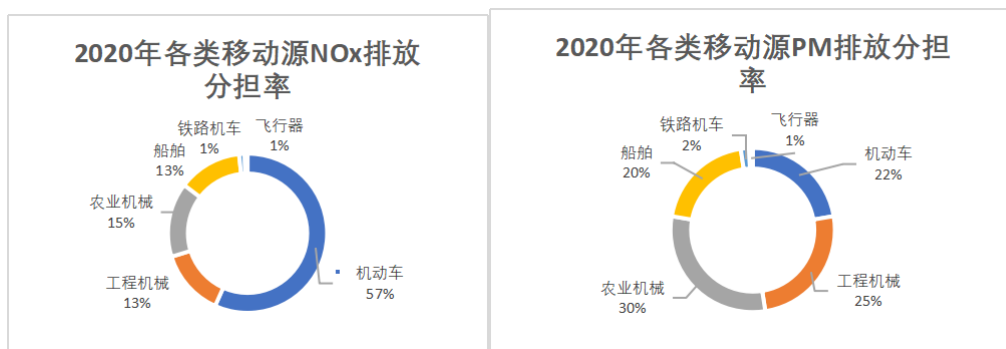 2020年各类移动源NOx排放
分担率
铁路机车
1%
飞行器
1%
船舶
13%
农业机械
15%
工程机械
13%
机动车
57%
2020年各类移动源PM排放分担
率
铁路机车
2%
飞行器
1%
船舶
20%
机动车
22%
农业机械
30%
工程机械
25%